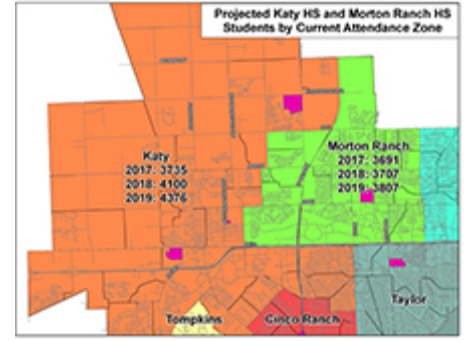 Projected Katy HS and Morton Ranch HS
Students by Current Attendance Zone
Katy
2017: 3735
2018: 4100
2019: 4376
Morton Ranch
2017: 3691
2018: 3707
2019: 3807
Taylor
Tompkins
Cinco Ranch